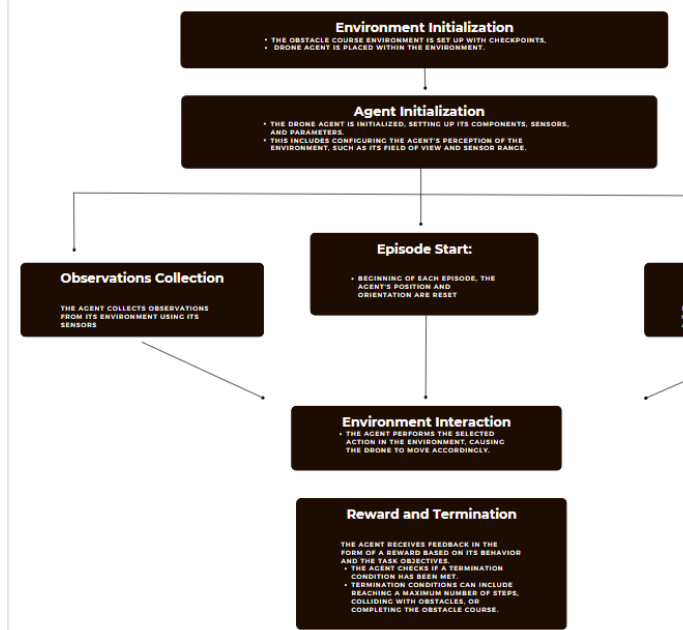 Environment Initialization
• THE OBSTACLE COURSE ENVIRONMENT IS SET UP WITH CHECKPOINTS,
• DRONE AGENT IS PLACED WITHIN THE ENVIRONMENT.
Agent Initialization
• THE DRONE AGENT IS INITIALIZED, SETTING UP ITS COMPONENTS, SENSORS,
AND PARAMETERS.
• THIS INCLUDES CONFIGURING THE AGENT'S PERCEPTION OF THE
ENVIRONMENT, SUCH AS ITS FIELD OF VIEW AND SENSOR RANGE.
Observations Collection
THE AGENT COLLECTS OBSERVATIONS
FROM ITS ENVIRONMENT USING ITS
SENSORS
Episode Start:
• BEGINNING OF EACH EPISODE, THE
AGENT'S POSITION AND
ORIENTATION ARE RESET
Environment Interaction
• THE AGENT PERFORMS THE SELECTED
ACTION IN THE ENVIRONMENT, CAUSING
THE DRONE TO MOVE ACCORDINGLY.
Reward and Termination
THE AGENT RECEIVES FEEDBACK IN THE
FORM OF A REWARD BASED ON ITS BEHAVIOR
AND THE TASK OBJECTIVES.
• THE AGENT CHECKS IF A TERMINATION
CONDITION HAS BEEN MET.
• TERMINATION CONDITIONS CAN INCLUDE
REACHING A MAXIMUM NUMBER OF STEPS,
COLLIDING WITH OBSTACLES, OR
COMPLETING THE OBSTACLE COURSE.